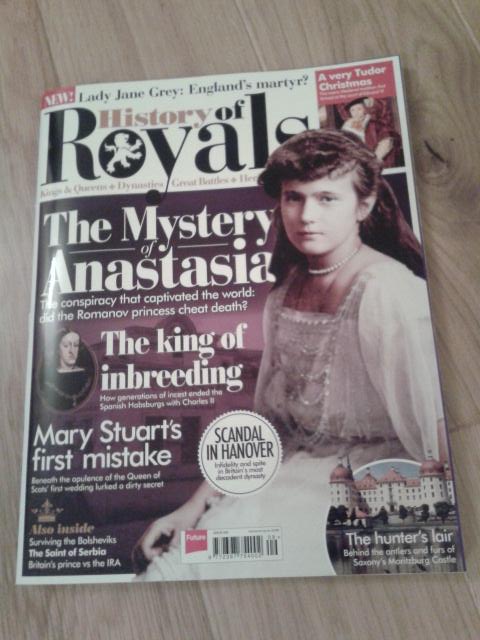 NEW! Lady Jane Grey: England's martyr?
A very Tudor
Christmas
History of
Royals
Kings & Queens + Dynasties Great Battles +
The Mystery
of
Anastasia
The conspiracy that captivated the world:
did the Romanov princess cheat death?
The king of
inbreeding
How generations of incest ended the
Spanish Habsburgs with Charles II
Mary Stuart's
first mistake
Beneath the opulence of the Queen of
Scots' first wedding lurked a dirty secret
SCANDAL
IN HANOVER
Infidelity and spite
in Britain's most
decadent dynasty
Also inside
Surviving the Bolsheviks
The Saint of Serbia
Britain's prince vs the IRA
Future
The hunter's lair
Behind the antlers and furs of
Saxony's Moritzburg Castle